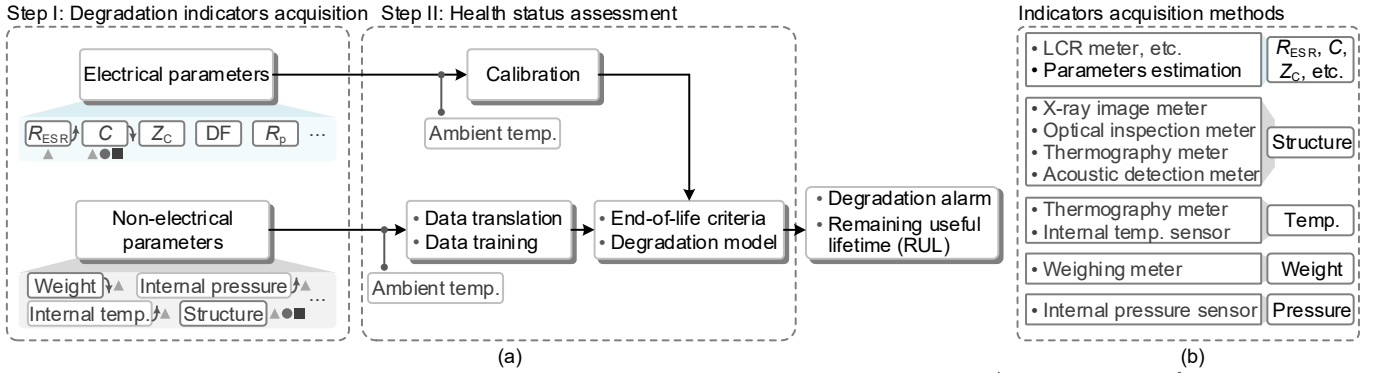 Step I: Degradation indicators acquisition
Step II: Health status assessment
Electrical parameters
R_ESR C Z_C DF R_p ...
Calibration
Ambient temp.
Non-electrical
parameters
Weight Internal pressure ...
Internal temp. Structure
• Data translation
• Data training
Ambient temp.
• End-of-life criteria
• Degradation model
• Degradation alarm
• Remaining useful
lifetime (RUL)
(a)
Indicators acquisition methods
• LCR meter, etc.
• Parameters estimation
R_ESR, C,
Z_C, etc.
• X-ray image meter
• Optical inspection meter
• Thermography meter
• Acoustic detection meter
Structure
• Thermography meter
• Internal temp. sensor
Temp.
• Weighing meter
Weight
• Internal pressure sensor
Pressure
(b)